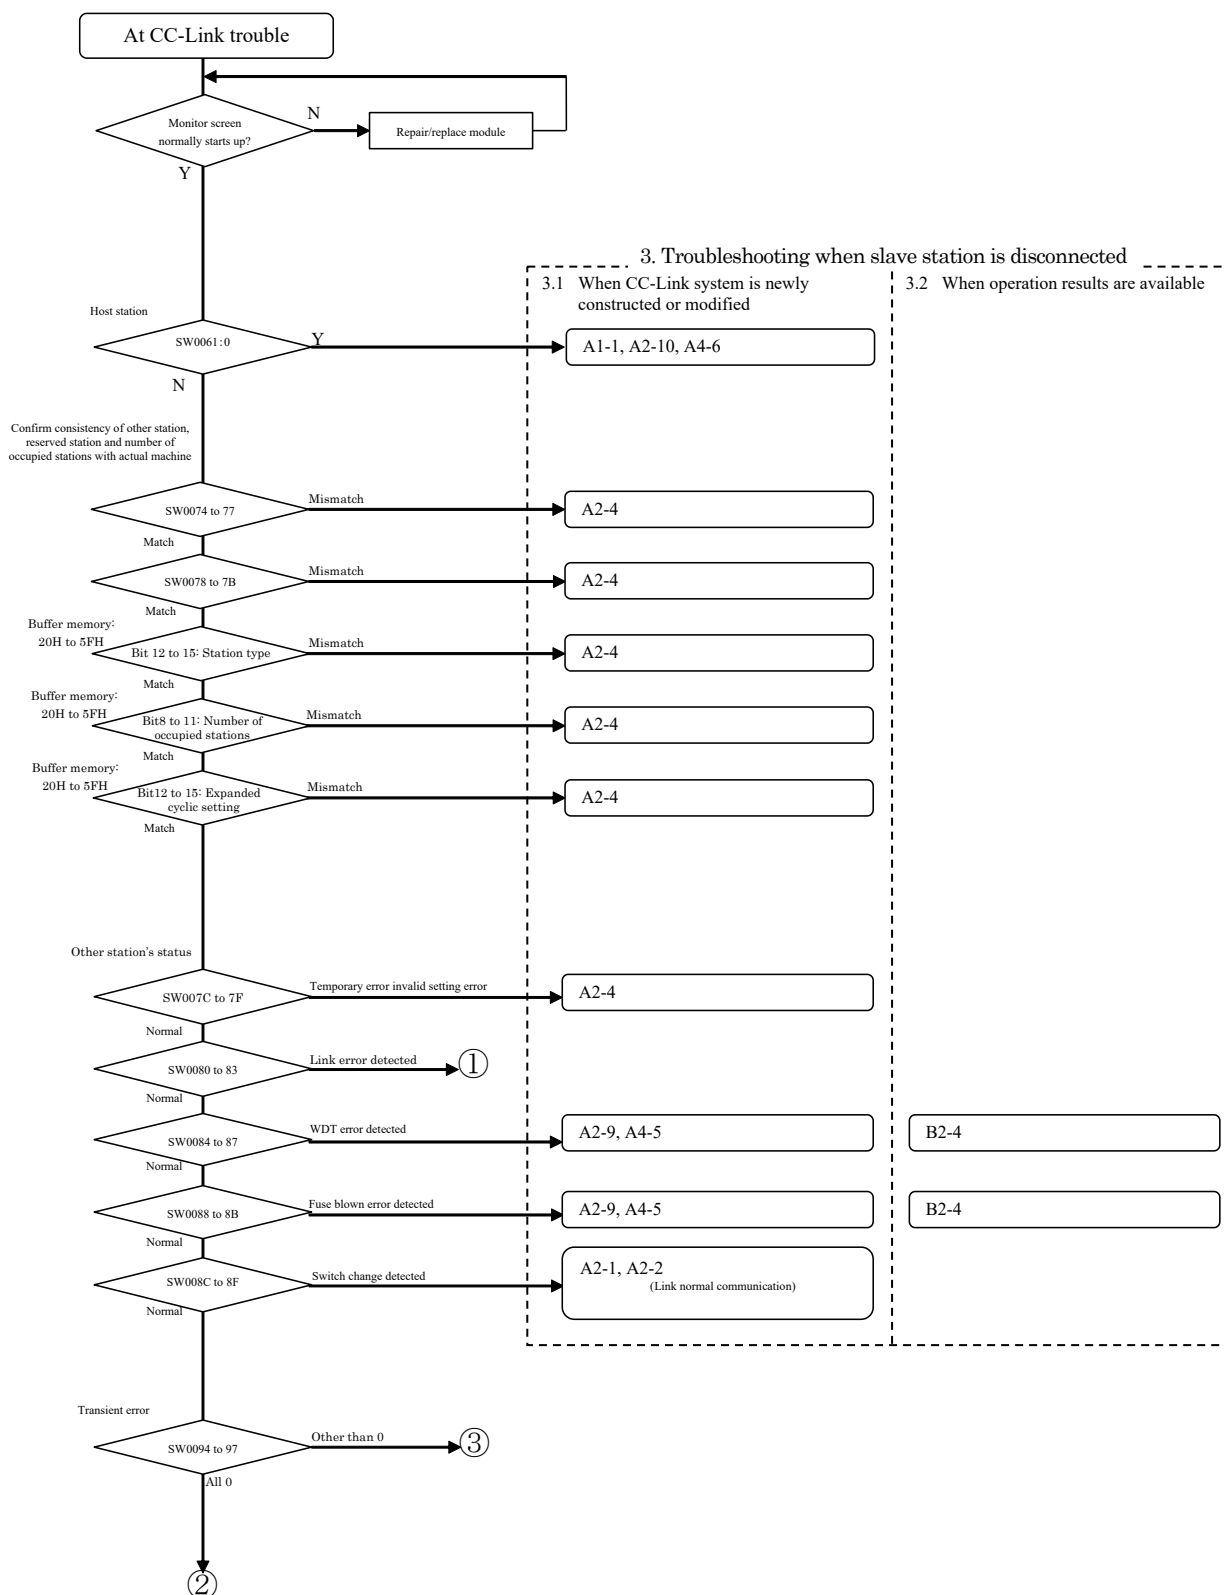 At CC-Link trouble
Monitor screen
normally starts up?
N
Repair/replace module
Y
3. Troubleshooting when slave station is disconnected
3.1 When CC-Link system is newly
constructed or modified
3.2 When operation results are available
Host station
SW0061:0
Y
A1-1, A2-10, A4-6
N
Confirm consistency of other station,
reserved station and number of
occupied stations with actual machine
SW0074 to 77
Mismatch
A2-4
Match
SW0078 to 7B
Mismatch
A2-4
Match
Buffer memory:
20H to 5FH
Bit 12 to 15: Station type
Mismatch
A2-4
Match
Buffer memory:
20H to 5FH
Bit8 to 11: Number of
occupied stations
Mismatch
A2-4
Match
Buffer memory:
20H to 5FH
Bit12 to 15: Expanded
cyclic setting
Mismatch
A2-4
Match
Other station's status
SW007C to 7F
Temporary error invalid setting error
A2-4
Normal
SW0080 to 83
Link error detected
①
Normal
SW0084 to 87
WDT error detected
A2-9, A4-5
B2-4
Normal
SW0088 to 8B
Fuse blown error detected
A2-9, A4-5
B2-4
Normal
SW008C to 8F
Switch change detected
A2-1, A2-2
(Link normal communication)
Normal
Transient error
SW0094 to 97
Other than 0
③
All 0
②